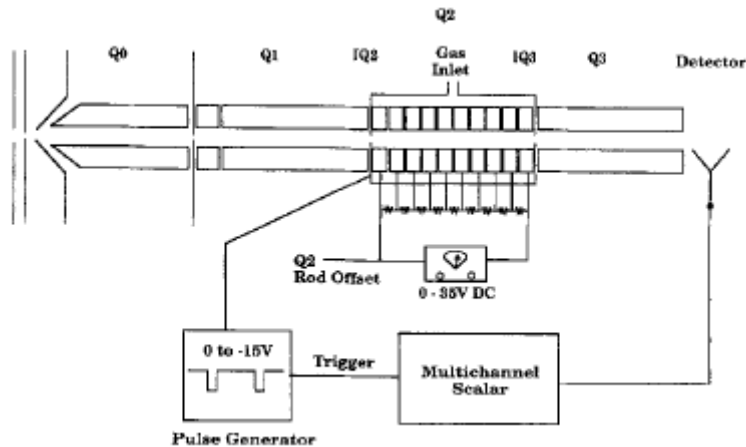 Q2
Q0 Q1 IQ2 Gas Inlet IQ3 Q3 Detector
Q2 Rod Offset
0 - 35V DC
0 to -15V
Trigger
Multichannel Scalar
Pulse Generator